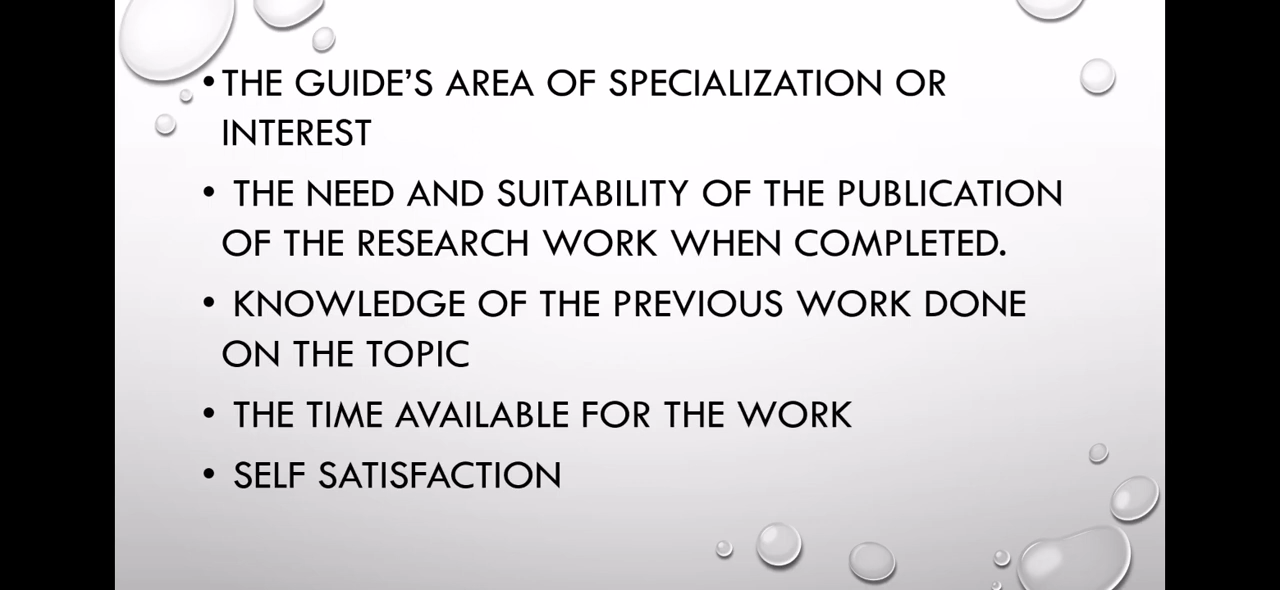 •THE GUIDE’S AREA OF SPECIALIZATION OR
INTEREST
• THE NEED AND SUITABILITY OF THE PUBLICATION
OF THE RESEARCH WORK WHEN COMPLETED.
• KNOWLEDGE OF THE PREVIOUS WORK DONE
ON THE TOPIC
• THE TIME AVAILABLE FOR THE WORK
• SELF SATISFACTION